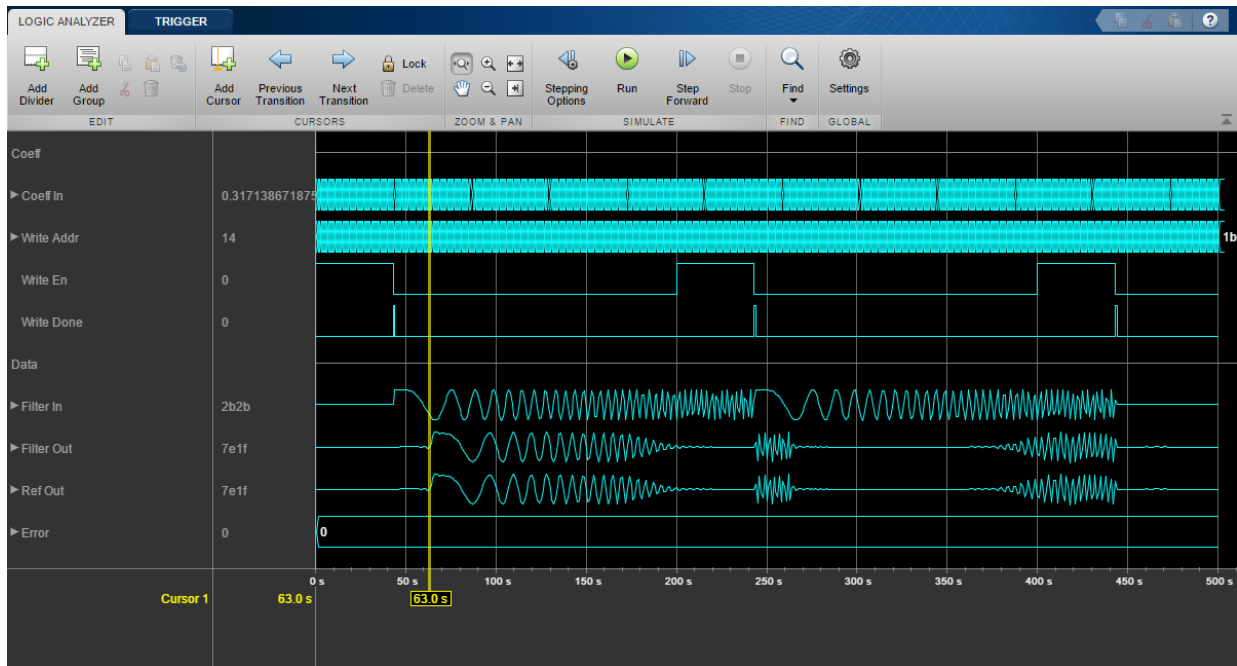 LOGIC ANALYZER TRIGGER
?
Add Divider
Add Group
Add Cursor
Previous Transition
Next Transition
Lock
Delete
Stepping Options
Run
Step Forward
Stop
Find
Settings
EDIT CURSORS ZOOM & PAN SIMULATE FIND GLOBAL
Coeff
Coeff In 0.317138671875
Write Addr 14 1b
Write En 0
Write Done 0
Data
Filter In 2b2b
Filter Out 7e1f
Ref Out 7e1f
Error 0 0
0 s 50 s 100 s 150 s 200 s 250 s 300 s 350 s 400 s 450 s 500 s
Cursor 1 63.0 s 63.0 s